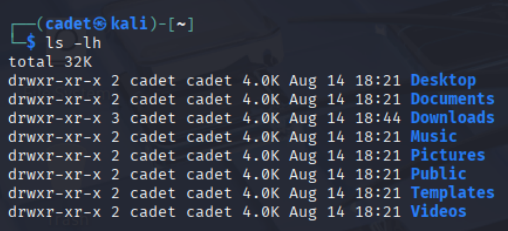 ┌──(cadet㉿kali)-[~]
└─$ ls -lh
total 32K
drwxr-xr-x 2 cadet cadet 4.0K Aug 14 18:21 Desktop
drwxr-xr-x 2 cadet cadet 4.0K Aug 14 18:21 Documents
drwxr-xr-x 3 cadet cadet 4.0K Aug 14 18:44 Downloads
drwxr-xr-x 2 cadet cadet 4.0K Aug 14 18:21 Music
drwxr-xr-x 2 cadet cadet 4.0K Aug 14 18:21 Pictures
drwxr-xr-x 2 cadet cadet 4.0K Aug 14 18:21 Public
drwxr-xr-x 2 cadet cadet 4.0K Aug 14 18:21 Templates
drwxr-xr-x 2 cadet cadet 4.0K Aug 14 18:21 Videos